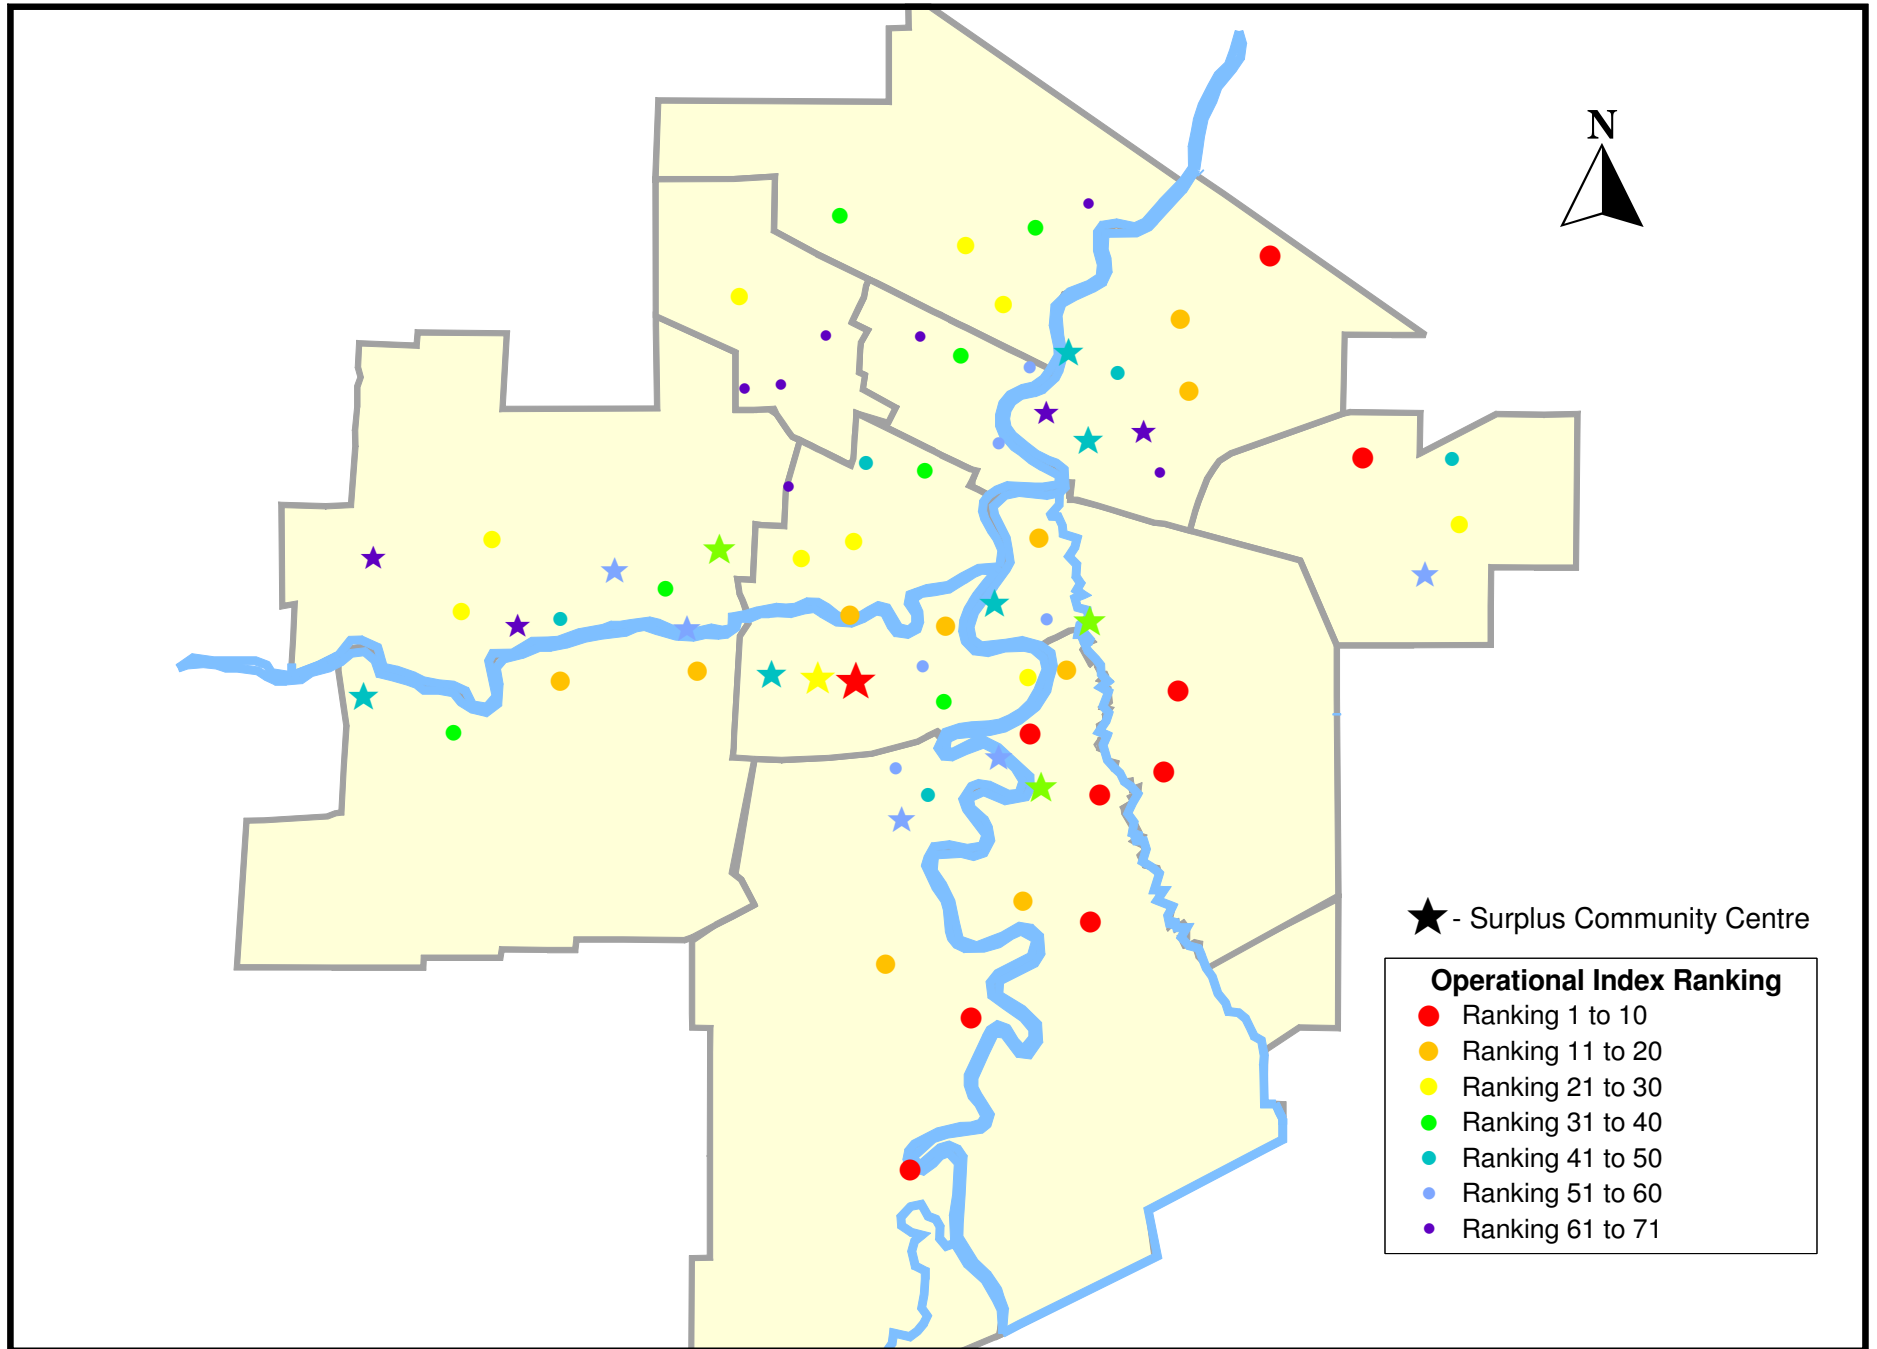 N
- Surplus Community Centre
Operational Index Ranking
Ranking 1 to 10
Ranking 11 to 20
Ranking 21 to 30
Ranking 31 to 40
Ranking 41 to 50
Ranking 51 to 60
Ranking 61 to 71